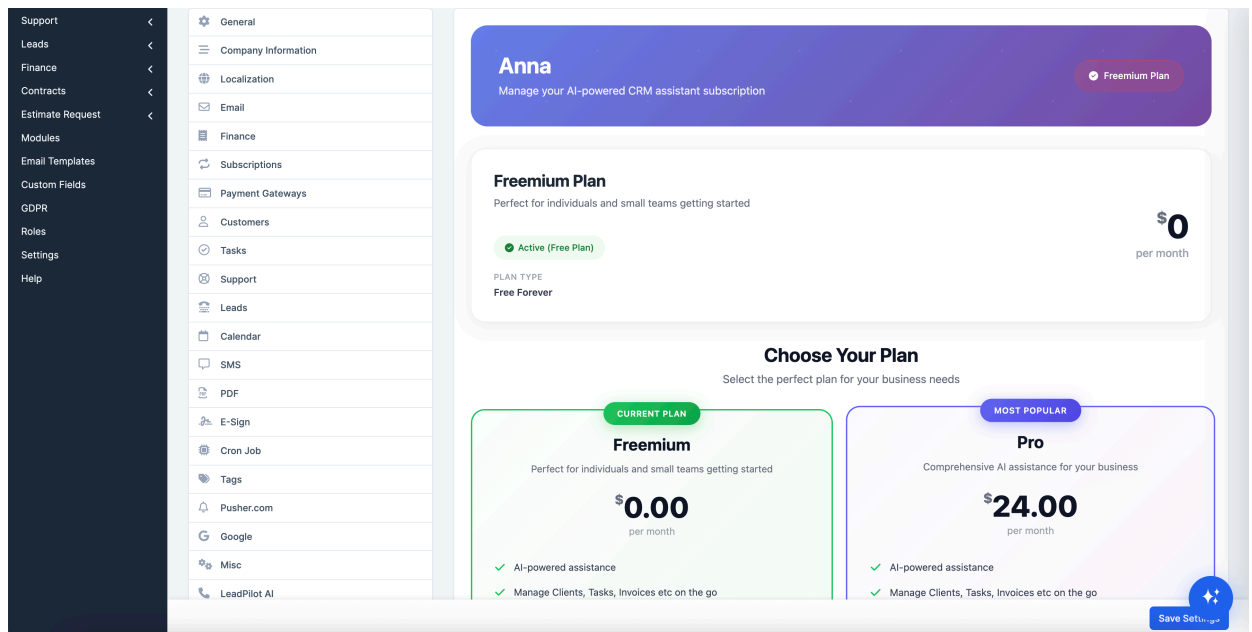 Support
Leads
Finance
Contracts
Estimate Request
Modules
Email Templates
Custom Fields
GDPR
Roles
Settings
Help
General
Company Information
Localization
Email
Finance
Subscriptions
Payment Gateways
Customers
Tasks
Support
Leads
Calendar
SMS
PDF
E-Sign
Cron Job
Tags
Pusher.com
Google
Misc
LeadPilot AI
Anna
Manage your AI-powered CRM assistant subscription
Freemium Plan
Freemium Plan
Perfect for individuals and small teams getting started
Active (Free Plan)
PLAN TYPE
Free Forever
$0
per month
Choose Your Plan
Select the perfect plan for your business needs
CURRENT PLAN
Freemium
Perfect for individuals and small teams getting started
$0.00
per month
AI-powered assistance
Manage Clients, Tasks, Invoices etc on the go
MOST POPULAR
Pro
Comprehensive AI assistance for your business
$24.00
per month
AI-powered assistance
Manage Clients, Tasks, Invoices etc on the go
Save Settings